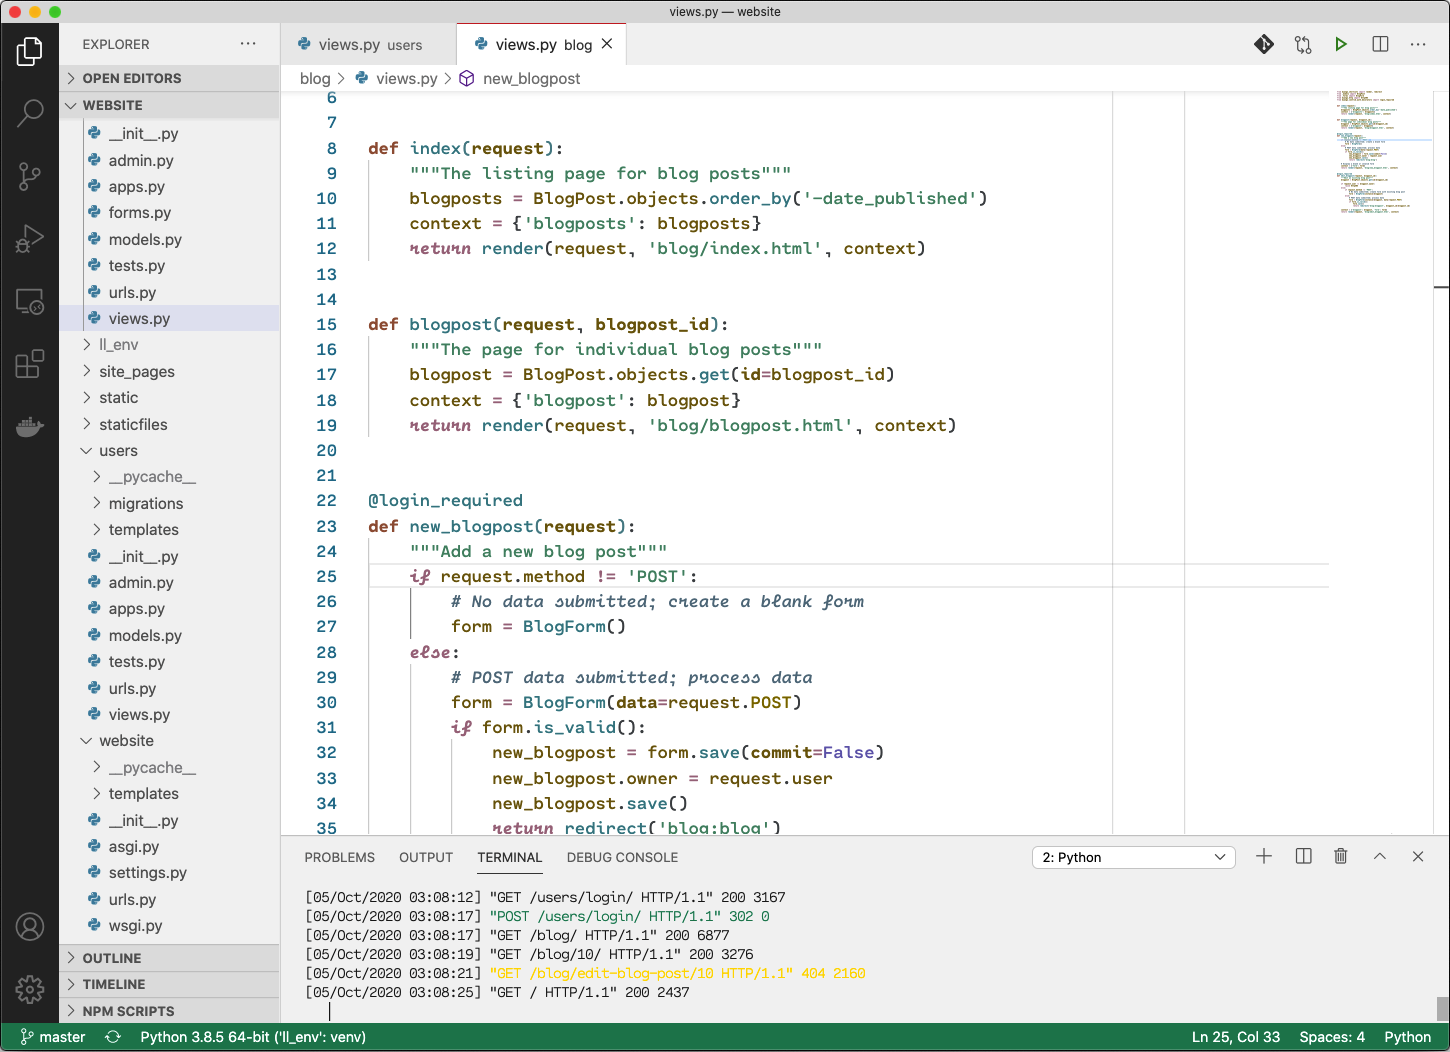 views.py — website
EXPLORER
OPEN EDITORS
WEBSITE
__init__.py
admin.py
apps.py
forms.py
models.py
tests.py
urls.py
views.py
ll_env
site_pages
static
staticfiles
users
__pycache__
migrations
templates
__init__.py
admin.py
apps.py
models.py
tests.py
urls.py
views.py
website
__pycache__
templates
__init__.py
asgi.py
settings.py
urls.py
wsgi.py
OUTLINE
TIMELINE
NPM SCRIPTS
views.py users
views.py blog
blog > views.py > new_blogpost
6
7
8 def index(request):
9 """The listing page for blog posts"""
10 blogposts = BlogPost.objects.order_by('-date_published')
11 context = {'blogposts': blogposts}
12 return render(request, 'blog/index.html', context)
13
14
15 def blogpost(request, blogpost_id):
16 """The page for individual blog posts"""
17 blogpost = BlogPost.objects.get(id=blogpost_id)
18 context = {'blogpost': blogpost}
19 return render(request, 'blog/blogpost.html', context)
20
21
22 @login_required
23 def new_blogpost(request):
24 """Add a new blog post"""
25 if request.method != 'POST':
26 # No data submitted; create a blank form
27 form = BlogForm()
28 else:
29 # POST data submitted; process data
30 form = BlogForm(data=request.POST)
31 if form.is_valid():
32 new_blogpost = form.save(commit=False)
33 new_blogpost.owner = request.user
34 new_blogpost.save()
35 return redirect('blog:blog')
PROBLEMS OUTPUT TERMINAL DEBUG CONSOLE 2: Python
[05/Oct/2020 03:08:12] "GET /users/login/ HTTP/1.1" 200 3167
[05/Oct/2020 03:08:17] "POST /users/login/ HTTP/1.1" 302 0
[05/Oct/2020 03:08:17] "GET /blog/ HTTP/1.1" 200 6877
[05/Oct/2020 03:08:19] "GET /blog/10/ HTTP/1.1" 200 3276
[05/Oct/2020 03:08:21] "GET /blog/edit-blog-post/10 HTTP/1.1" 404 2160
[05/Oct/2020 03:08:25] "GET / HTTP/1.1" 200 2437
master Python 3.8.5 64-bit ('ll_env': venv) Ln 25, Col 33 Spaces: 4 Python